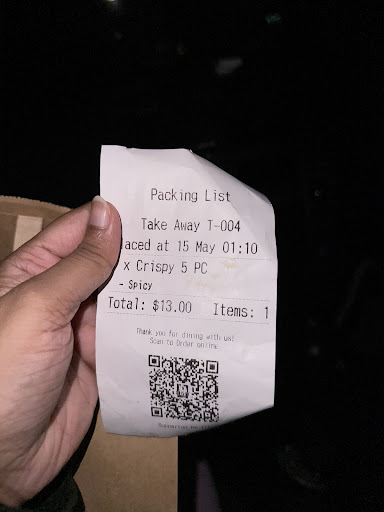 Packing List
Take Away T-004
laced at 15 May 01:10
x Crispy 5 PC
- Spicy
Total: $13.00 Items: 1
Thank you for dining with us!
Scan to Order online